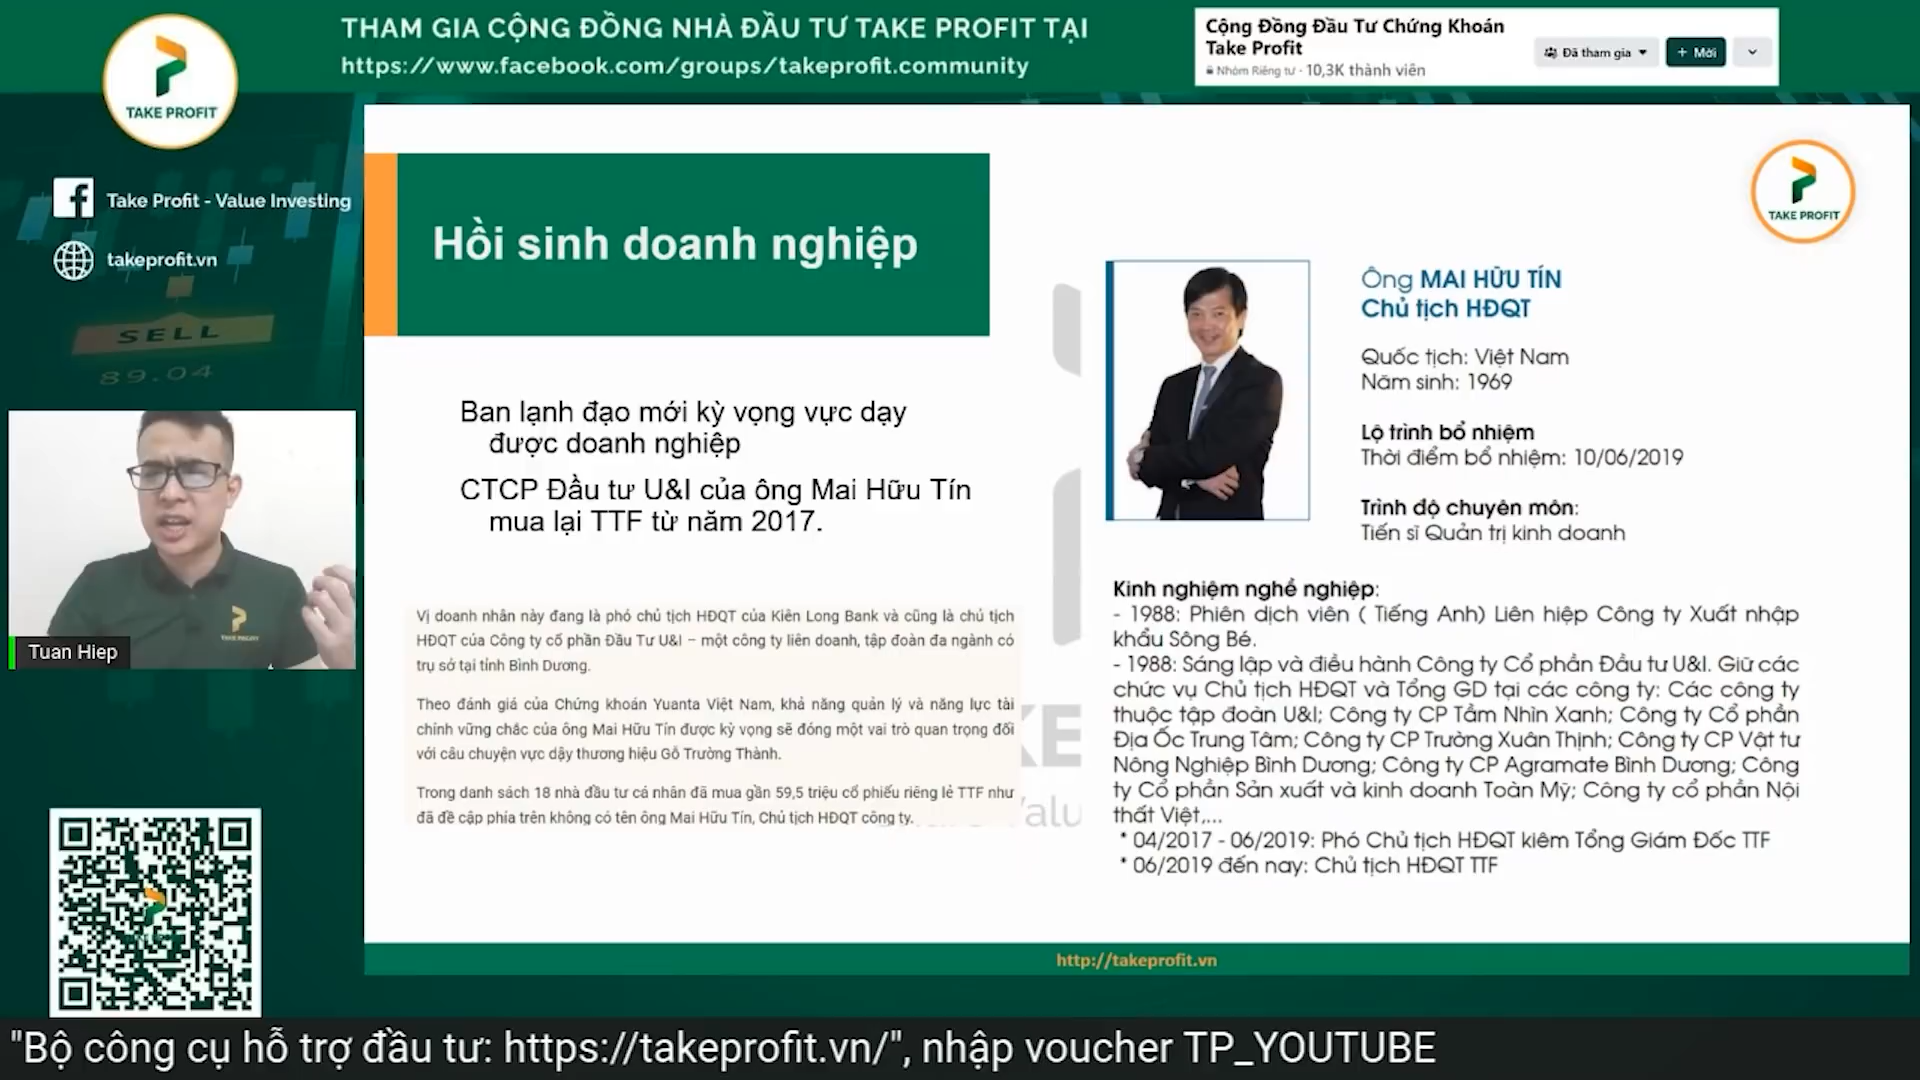 THAM GIA CỘNG ĐỒNG NHÀ ĐẦU TƯ TAKE PROFIT TẠI
https://www.facebook.com/groups/takeprofit.community
Cộng Đồng Đầu Tư Chứng Khoán
Take Profit
Nhóm Riêng tư - 10,3K thành viên
Đã tham gia
+ Mới
TAKE PROFIT
Take Profit - Value Investing
takeprofit.vn
SELL
89.04
Tuan Hiep
Hồi sinh doanh nghiệp
TAKE PROFIT
Ban lạnh đạo mới kỳ vọng vực dạy
được doanh nghiệp
CTCP Đầu tư U&I của ông Mai Hữu Tín
mua lại TTF từ năm 2017.
Vị doanh nhân này đang là phó chủ tịch HĐQT của Kiên Long Bank và cũng là chủ tịch
HĐQT của Công ty cổ phần Đầu Tư U&I – một công ty liên doanh, tập đoàn đa ngành có
trụ sở tại tỉnh Bình Dương.
Theo đánh giá của Chứng khoán Yuanta Việt Nam, khả năng quản lý và năng lực tài
chính vững chắc của ông Mai Hữu Tín được kỳ vọng sẽ đóng một vai trò quan trọng đối
với câu chuyện vực dậy thương hiệu Gỗ Trường Thành.
Trong danh sách 18 nhà đầu tư cá nhân đã mua gần 59,5 triệu cổ phiếu riêng lẻ TTF như
đã đề cập phía trên không có tên ông Mai Hữu Tín, Chủ tịch HĐQT công ty.
Ông MAI HỮU TÍN
Chủ tịch HĐQT
Quốc tịch: Việt Nam
Năm sinh: 1969
Lộ trình bổ nhiệm
Thời điểm bổ nhiệm: 10/06/2019
Trình độ chuyên môn:
Tiến sĩ Quản trị kinh doanh
Kinh nghiệm nghề nghiệp:
- 1988: Phiên dịch viên ( Tiếng Anh) Liên hiệp Công ty Xuất nhập
khẩu Sông Bé.
- 1988: Sáng lập và điều hành Công ty Cổ phần Đầu tư U&I. Giữ các
chức vụ Chủ tịch HĐQT và Tổng GD tại các công ty: Các công ty
thuộc tập đoàn U&I; Công ty CP Tầm Nhìn Xanh; Công ty Cổ phần
Địa Ốc Trung Tâm; Công ty CP Trường Xuân Thịnh; Công ty CP Vật tư
Nông Nghiệp Bình Dương; Công ty CP Agramate Bình Dương; Công
ty Cổ phần Sản xuất và kinh doanh Toàn Mỹ; Công ty cổ phần Nội
thất Việt,...
* 04/2017 - 06/2019: Phó Chủ tịch HĐQT kiêm Tổng Giám Đốc TTF
* 06/2019 đến nay: Chủ tịch HĐQT TTF
http://takeprofit.vn
"Bộ công cụ hỗ trợ đầu tư: https://takeprofit.vn/", nhập voucher TP_YOUTUBE